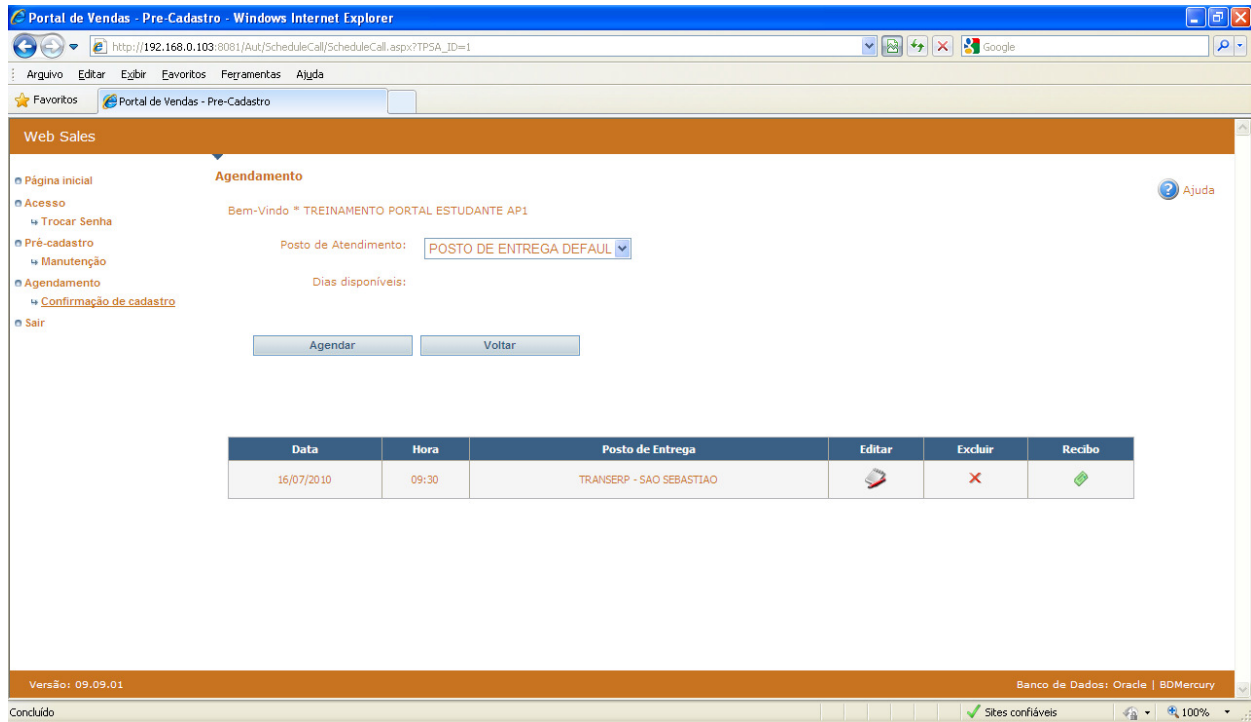 Portal de Vendas - Pre-Cadastro - Windows Internet Explorer
http://192.168.0.103:8081/Aut/ScheduleCall/ScheduleCall.aspx?TPSA_ID=1
Google
Arquivo Editar Exibir Favoritos Ferramentas Ajuda
Favoritos Portal de Vendas - Pre-Cadastro
Web Sales
Página inicial
Acesso
Trocar Senha
Pré-cadastro
Manutenção
Agendamento
Confirmação de cadastro
Sair
Agendamento
Ajuda
Bem-Vindo * TREINAMENTO PORTAL ESTUDANTE AP1
Posto de Atendimento: POSTO DE ENTREGA DEFAUL
Dias disponíveis:
Agendar Voltar
Data Hora Posto de Entrega Editar Excluir Recibo
16/07/2010 09:30 TRANSERP - SAO SEBASTIAO
Versão: 09.09.01 Banco de Dados: Oracle | BDMercury
Concluído Sites confiáveis 100%